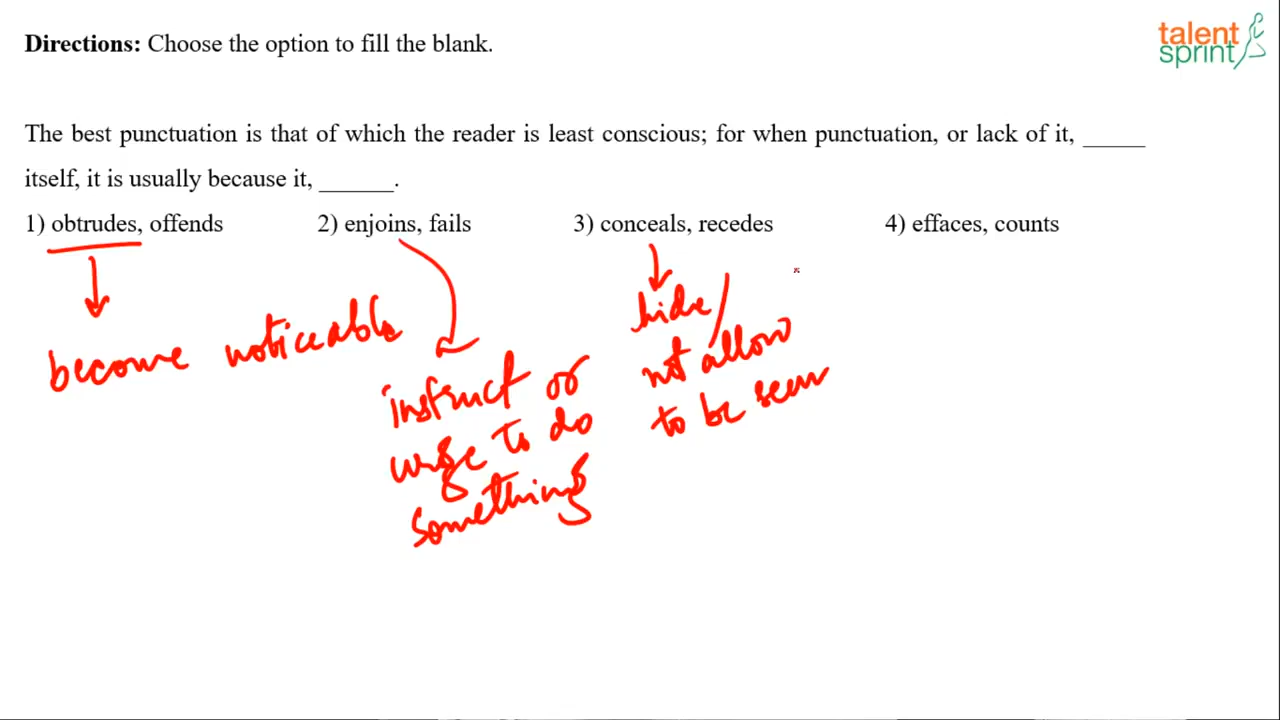 talent
sprint
Directions: Choose the option to fill the blank.
The best punctuation is that of which the reader is least conscious; for when punctuation, or lack of it, _____
itself, it is usually because it, ______.
1) obtrudes, offends 2) enjoins, fails 3) conceals, recedes 4) effaces, counts
become noticeable
instruct or
urge to do
something
hide/
not allow
to be seen